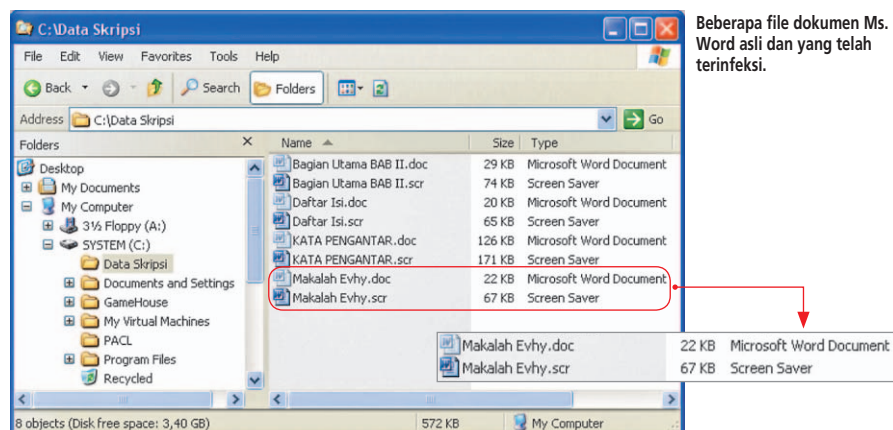 C:\Data Skripsi
File Edit View Favorites Tools Help
Back Search Folders
Address C:\Data Skripsi Go
Folders X Name Size Type
Desktop
My Documents
My Computer
3½ Floppy (A:)
SYSTEM (C:)
Data Skripsi
Documents and Settings
GameHouse
My Virtual Machines
PACL
Program Files
Recycled
Bagian Utama BAB II.doc 29 KB Microsoft Word Document
Bagian Utama BAB II.scr 74 KB Screen Saver
Daftar Isi.doc 20 KB Microsoft Word Document
Daftar Isi.scr 65 KB Screen Saver
KATA PENGANTAR.doc 126 KB Microsoft Word Document
KATA PENGANTAR.scr 171 KB Screen Saver
Makalah Evhy.doc 22 KB Microsoft Word Document
Makalah Evhy.scr 67 KB Screen Saver
Makalah Evhy.doc 22 KB Microsoft Word Document
Makalah Evhy.scr 67 KB Screen Saver
8 objects (Disk free space: 3,40 GB) 572 KB My Computer
Beberapa file dokumen Ms.
Word asli dan yang telah
terinfeksi.